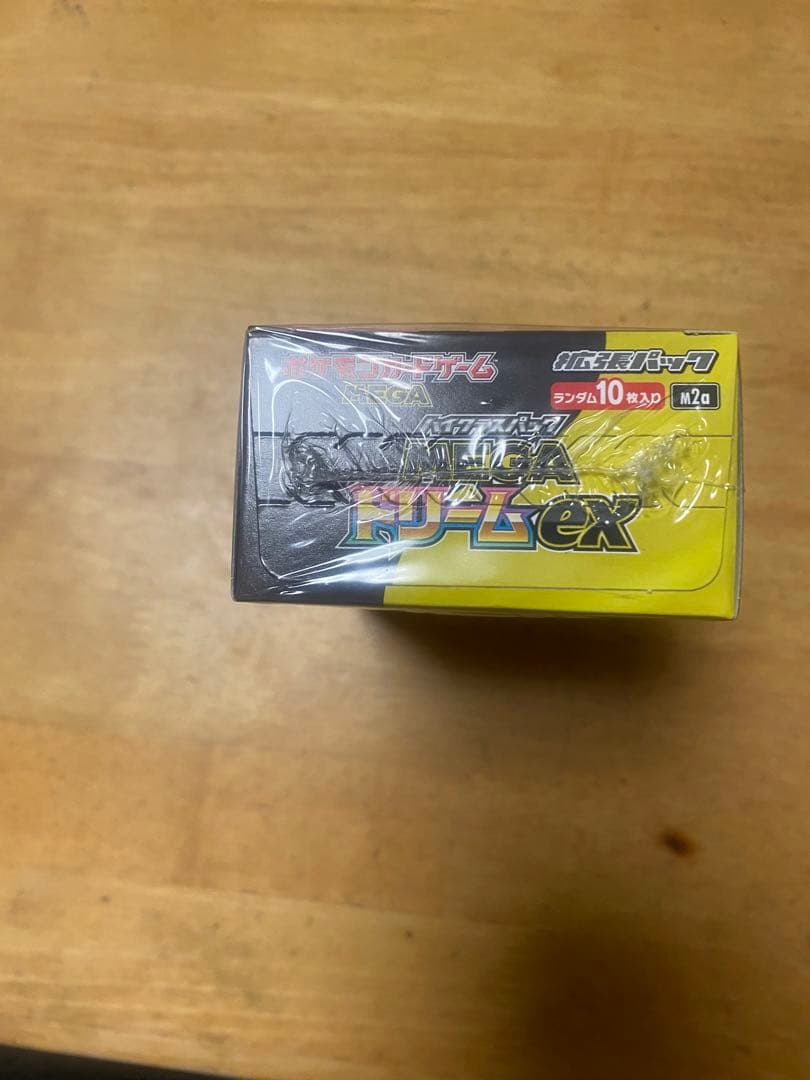 ポケモンカードゲーム
MEGA
拡張パック
ランダム10枚入り
M2a
ハイクラスパック
MEGA
ドリームex